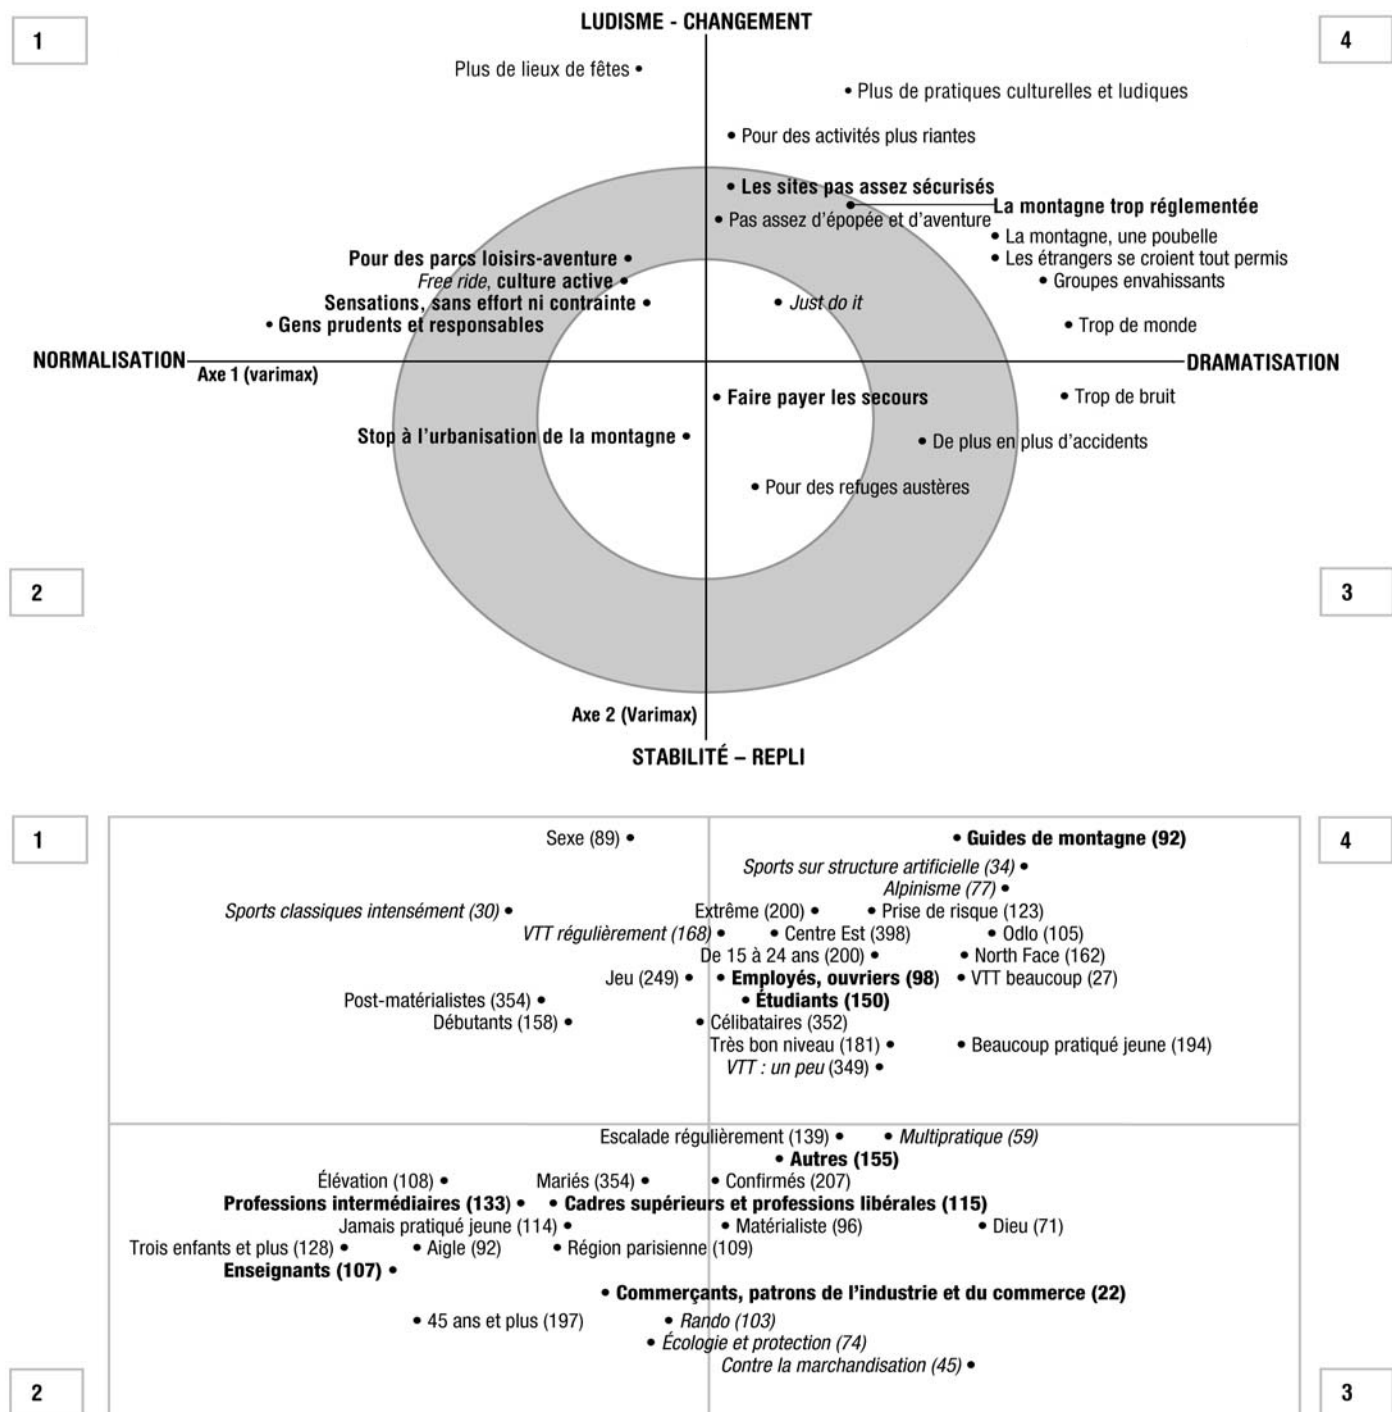 LUDISME - CHANGEMENT
1
4
Plus de lieux de fêtes
Plus de pratiques culturelles et ludiques
Pour des activités plus riantes
Les sites pas assez sécurisés
La montagne trop réglementée
Pas assez d'épopée et d'aventure
La montagne, une poubelle
Pour des parcs loisirs-aventure
Les étrangers se croient tout permis
Free ride, culture active
Groupes envahissants
Sensations, sans effort ni contrainte
Just do it
Gens prudents et responsables
Trop de monde
NORMALISATION
DRAMATISATION
Axe 1 (varimax)
Faire payer les secours
Trop de bruit
Stop à l'urbanisation de la montagne
De plus en plus d'accidents
Pour des refuges austères
2
3
Axe 2 (Varimax)
STABILITÉ – REPLI
1
4
Sexe (89)
Guides de montagne (92)
Sports sur structure artificielle (34)
Alpinisme (77)
Sports classiques intensément (30)
Extrême (200)
Prise de risque (123)
VTT régulièrement (168)
Centre Est (398)
Odlo (105)
De 15 à 24 ans (200)
North Face (162)
Jeu (249)
Employés, ouvriers (98)
VTT beaucoup (27)
Post-matérialistes (354)
Étudiants (150)
Débutants (158)
Célibataires (352)
Très bon niveau (181)
Beaucoup pratiqué jeune (194)
VTT : un peu (349)
Escalade régulièrement (139)
Multipratique (59)
Autres (155)
Élévation (108)
Mariés (354)
Confirmés (207)
Professions intermédiaires (133)
Cadres supérieurs et professions libérales (115)
Jamais pratiqué jeune (114)
Matérialiste (96)
Dieu (71)
Trois enfants et plus (128)
Aigle (92)
Région parisienne (109)
Enseignants (107)
Commerçants, patrons de l'industrie et du commerce (22)
45 ans et plus (197)
Rando (103)
Écologie et protection (74)
Contre la marchandisation (45)
2
3